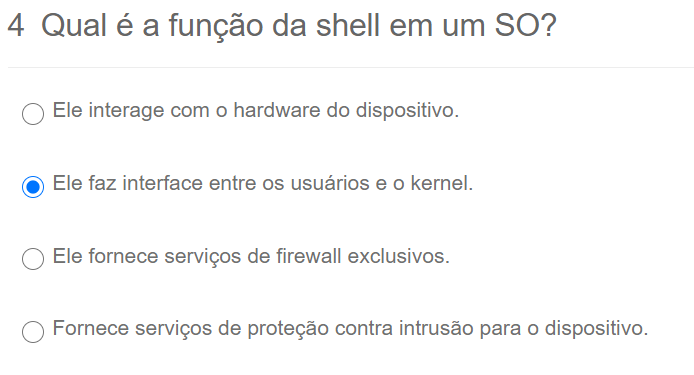 4 Qual é a função da shell em um SO?
Ele interage com o hardware do dispositivo.
Ele faz interface entre os usuários e o kernel.
Ele fornece serviços de firewall exclusivos.
Fornece serviços de proteção contra intrusão para o dispositivo.